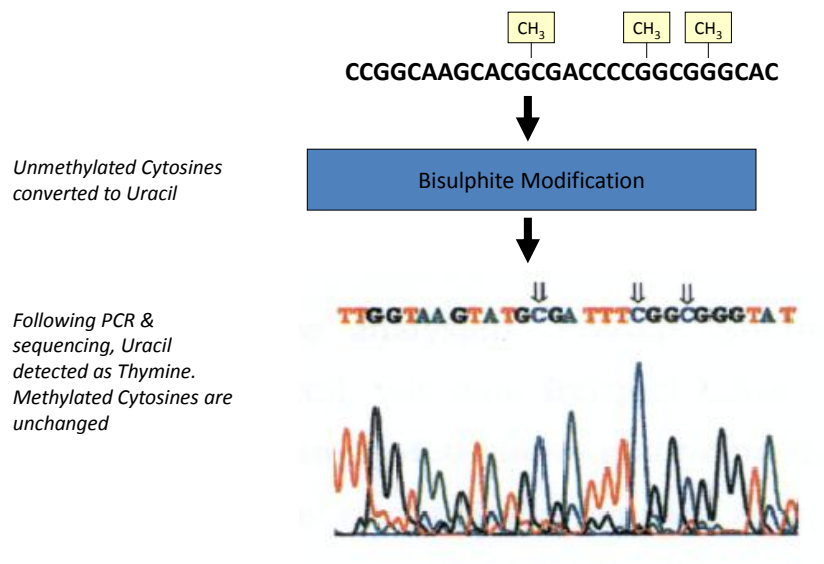 CH₃ CH₃ CH₃
CCGGCAAGCACGCGACCCCGGCGGGCAC
Unmethylated Cytosines
converted to Uracil
Bisulphite Modification
TTGGTAAGTATGCGATTTCGGCGGGTAT
Following PCR &
sequencing, Uracil
detected as Thymine.
Methylated Cytosines are
unchanged